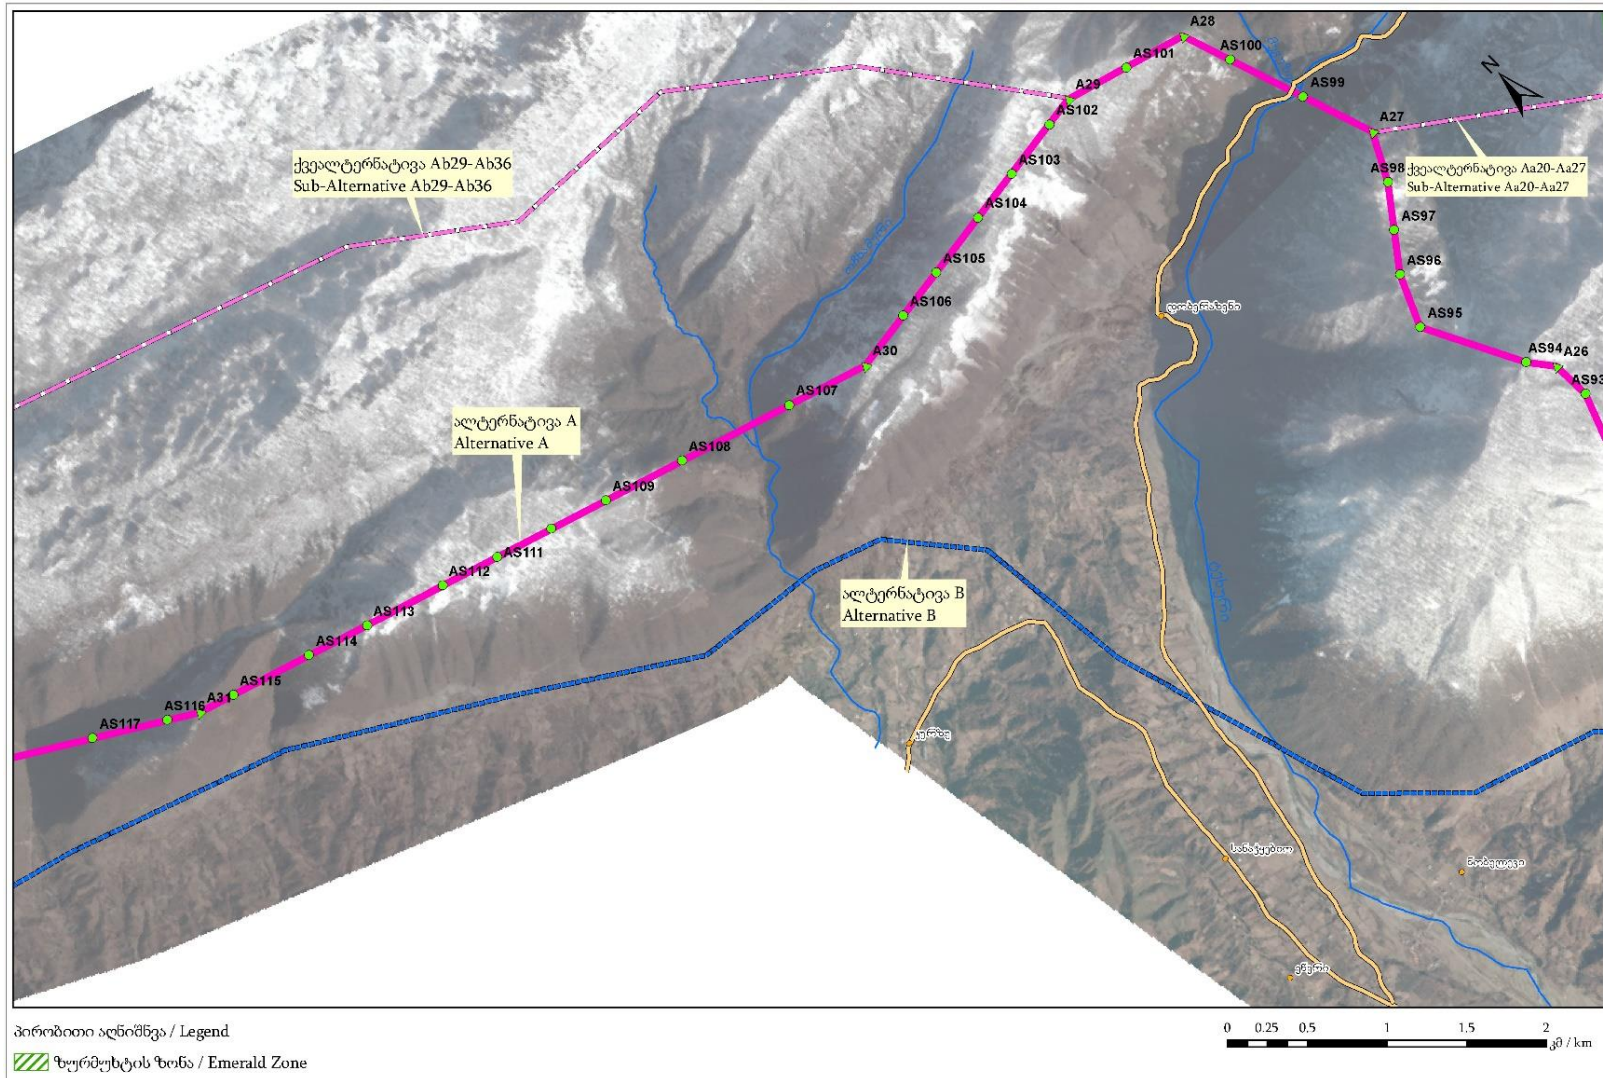 A28
AS100
AS101
AS99
A29
A27
AS102
N
ქვეალტერნატივა Ab29-Ab36
Sub-Alternative Ab29-Ab36
AS103
AS98
ქვეალტერნატივა Aa20-Aa27
Sub-Alternative Aa20-Aa27
AS104
AS97
AS105
AS96
AS106
AS95
A30
AS94
A26
AS93
AS107
ალტერნატივა A
Alternative A
AS108
AS109
AS111
AS112
ალტერნატივა B
Alternative B
ტეხური
AS113
AS114
AS115
A31
AS116
AS117
ნობულევი
პირობითი აღნიშნვა / Legend
0 0.25 0.5 1 1.5 2
კმ / km
ზურმუხტის ზონა / Emerald Zone